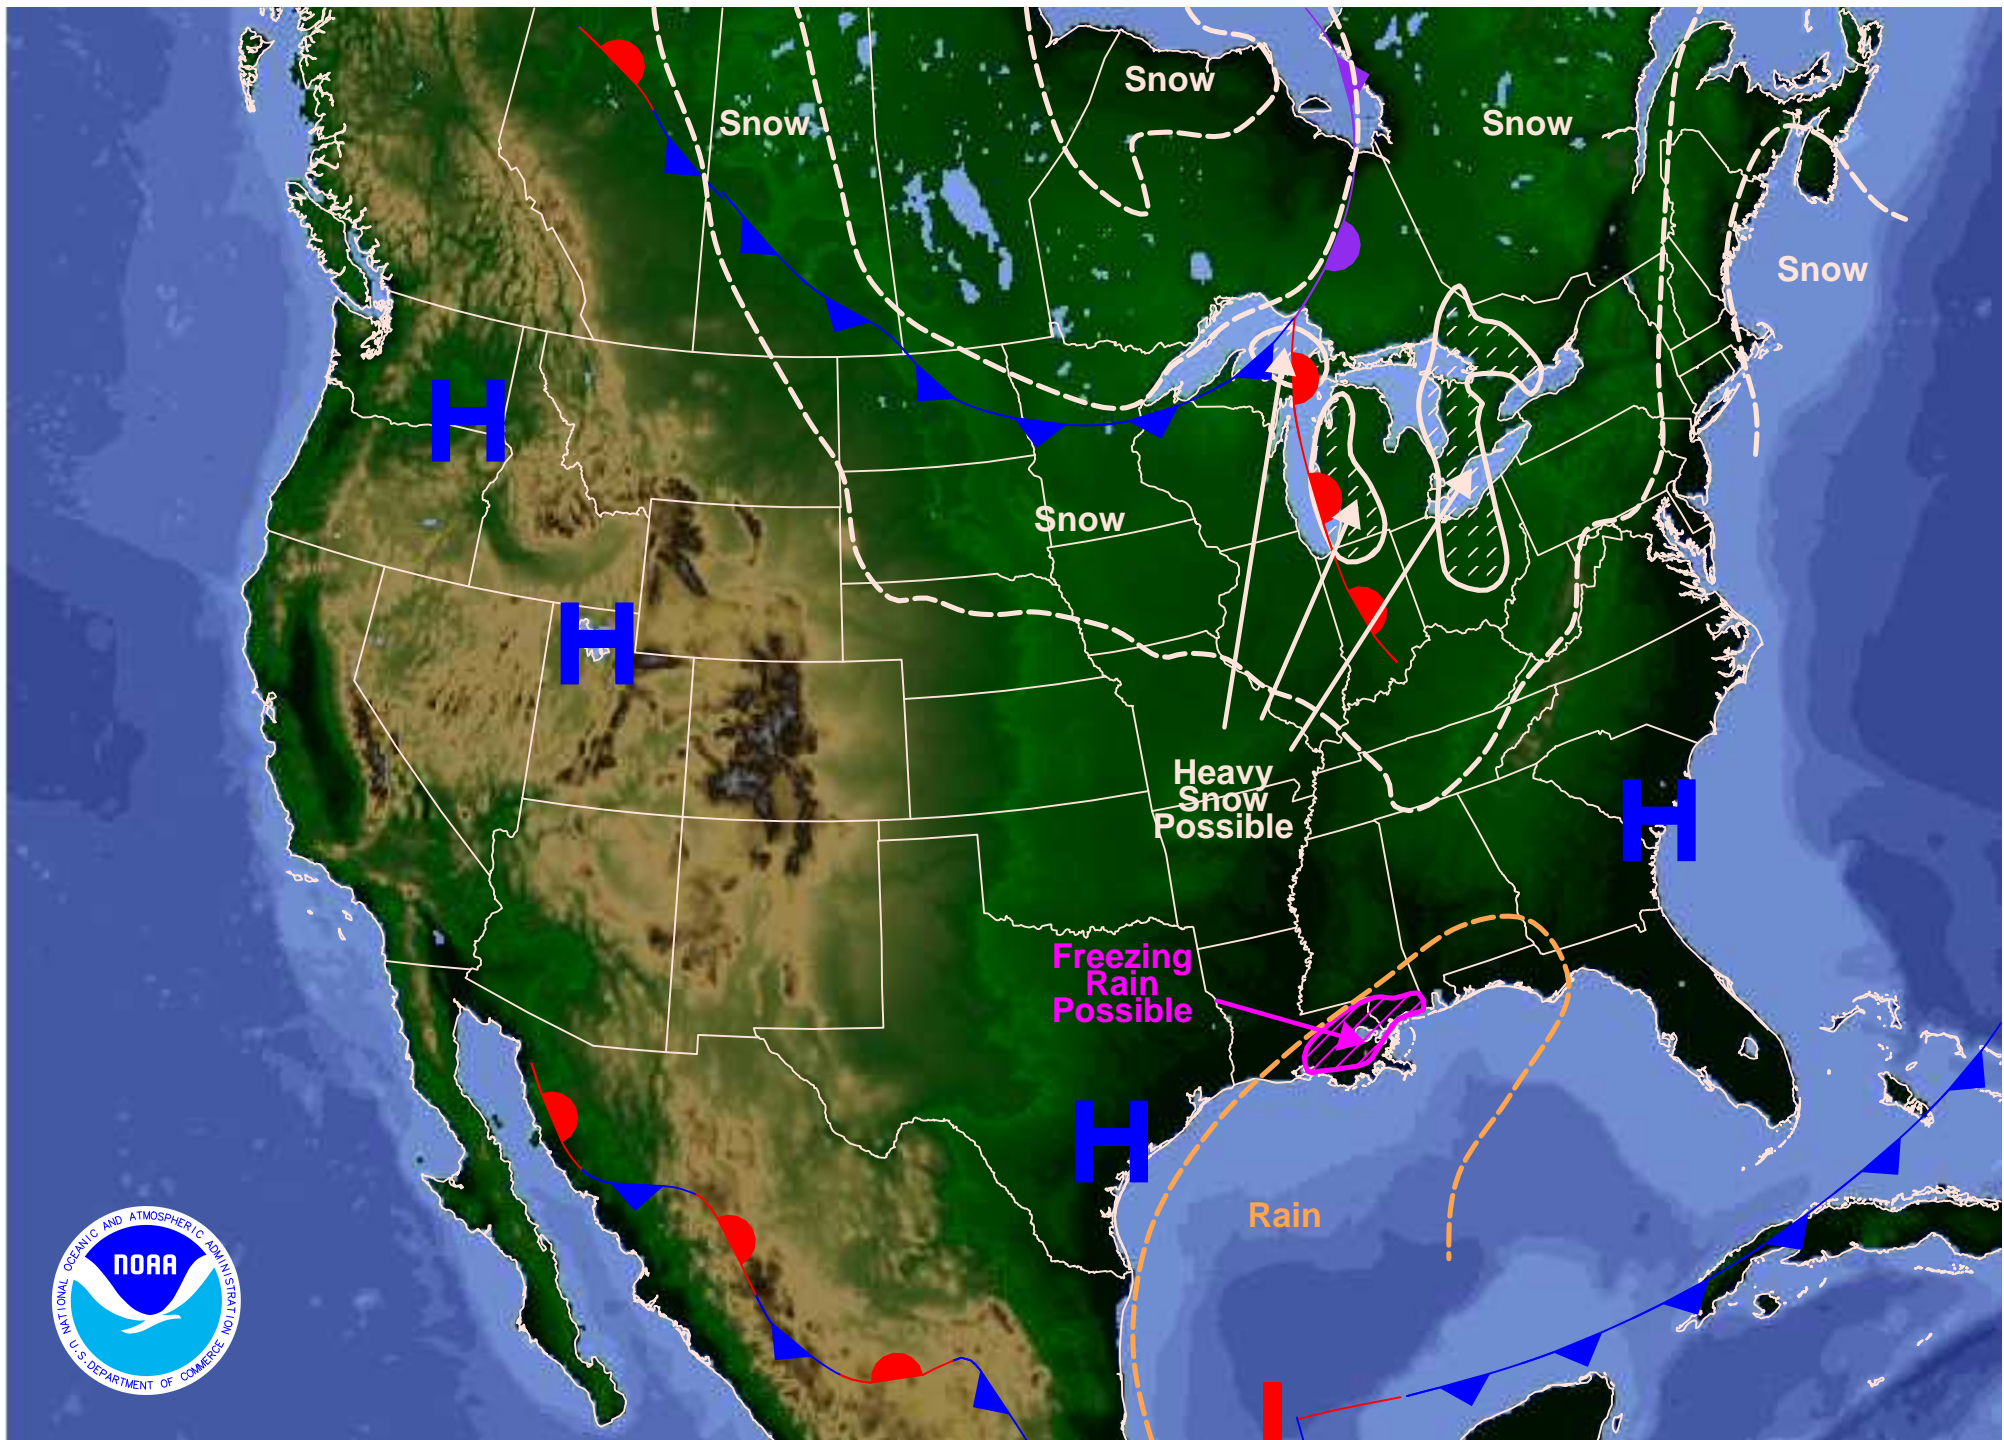 Snow
Snow
Snow
Snow
H
Snow
H
Heavy
Snow
Possible
H
Freezing
Rain
Possible
H
Rain
NATIONAL OCEANIC AND ATMOSPHERIC ADMINISTRATION
NOAA
U.S. DEPARTMENT OF COMMERCE